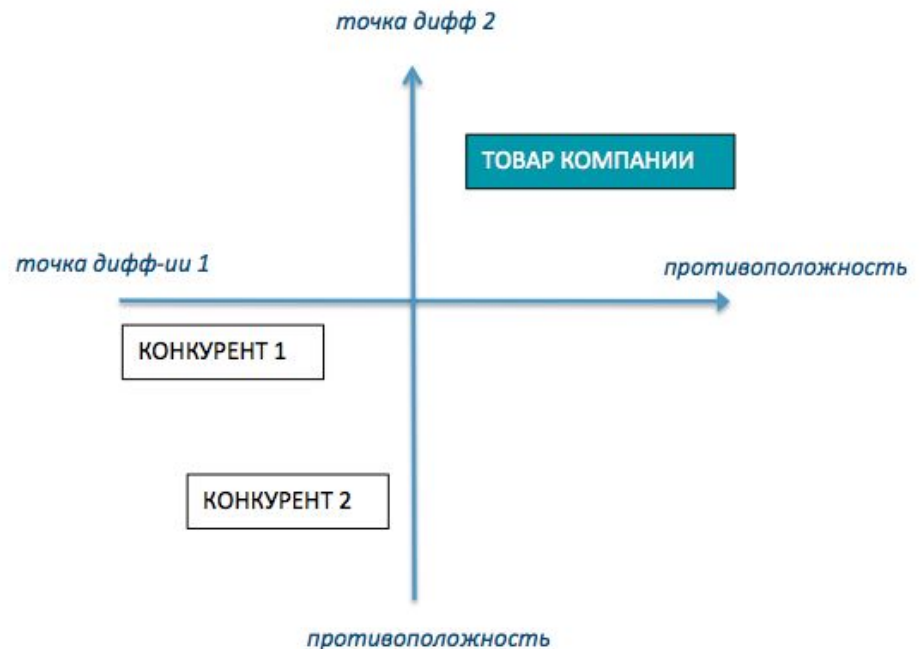 точка дифф 2
ТОВАР КОМПАНИИ
точка дифф-ии 1
противоположность
КОНКУРЕНТ 1
КОНКУРЕНТ 2
противоположность